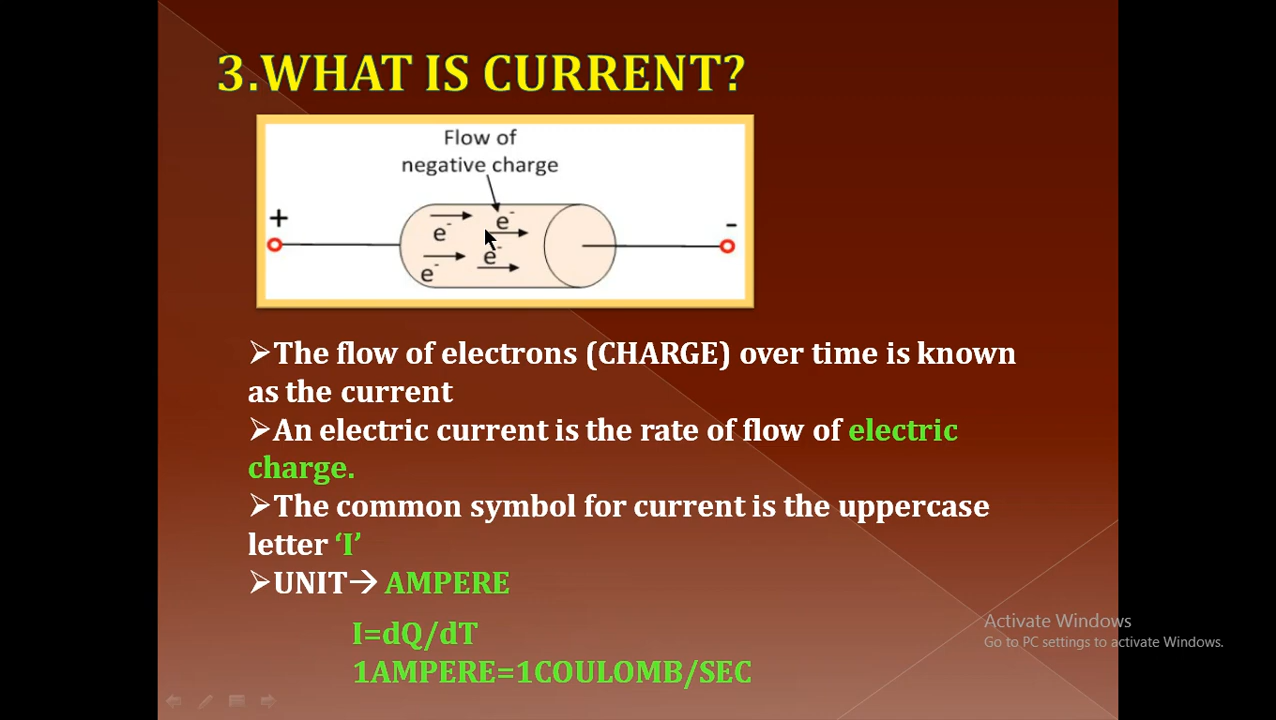 3.WHAT IS CURRENT?
Flow of
negative charge
+
-
e-
e-
e-
e-
➢The flow of electrons (CHARGE) over time is known
as the current
➢An electric current is the rate of flow of electric
charge.
➢The common symbol for current is the uppercase
letter ‘I’
➢UNIT→ AMPERE
I=dQ/dT
1AMPERE=1COULOMB/SEC
Activate Windows
Go to PC settings to activate Windows.